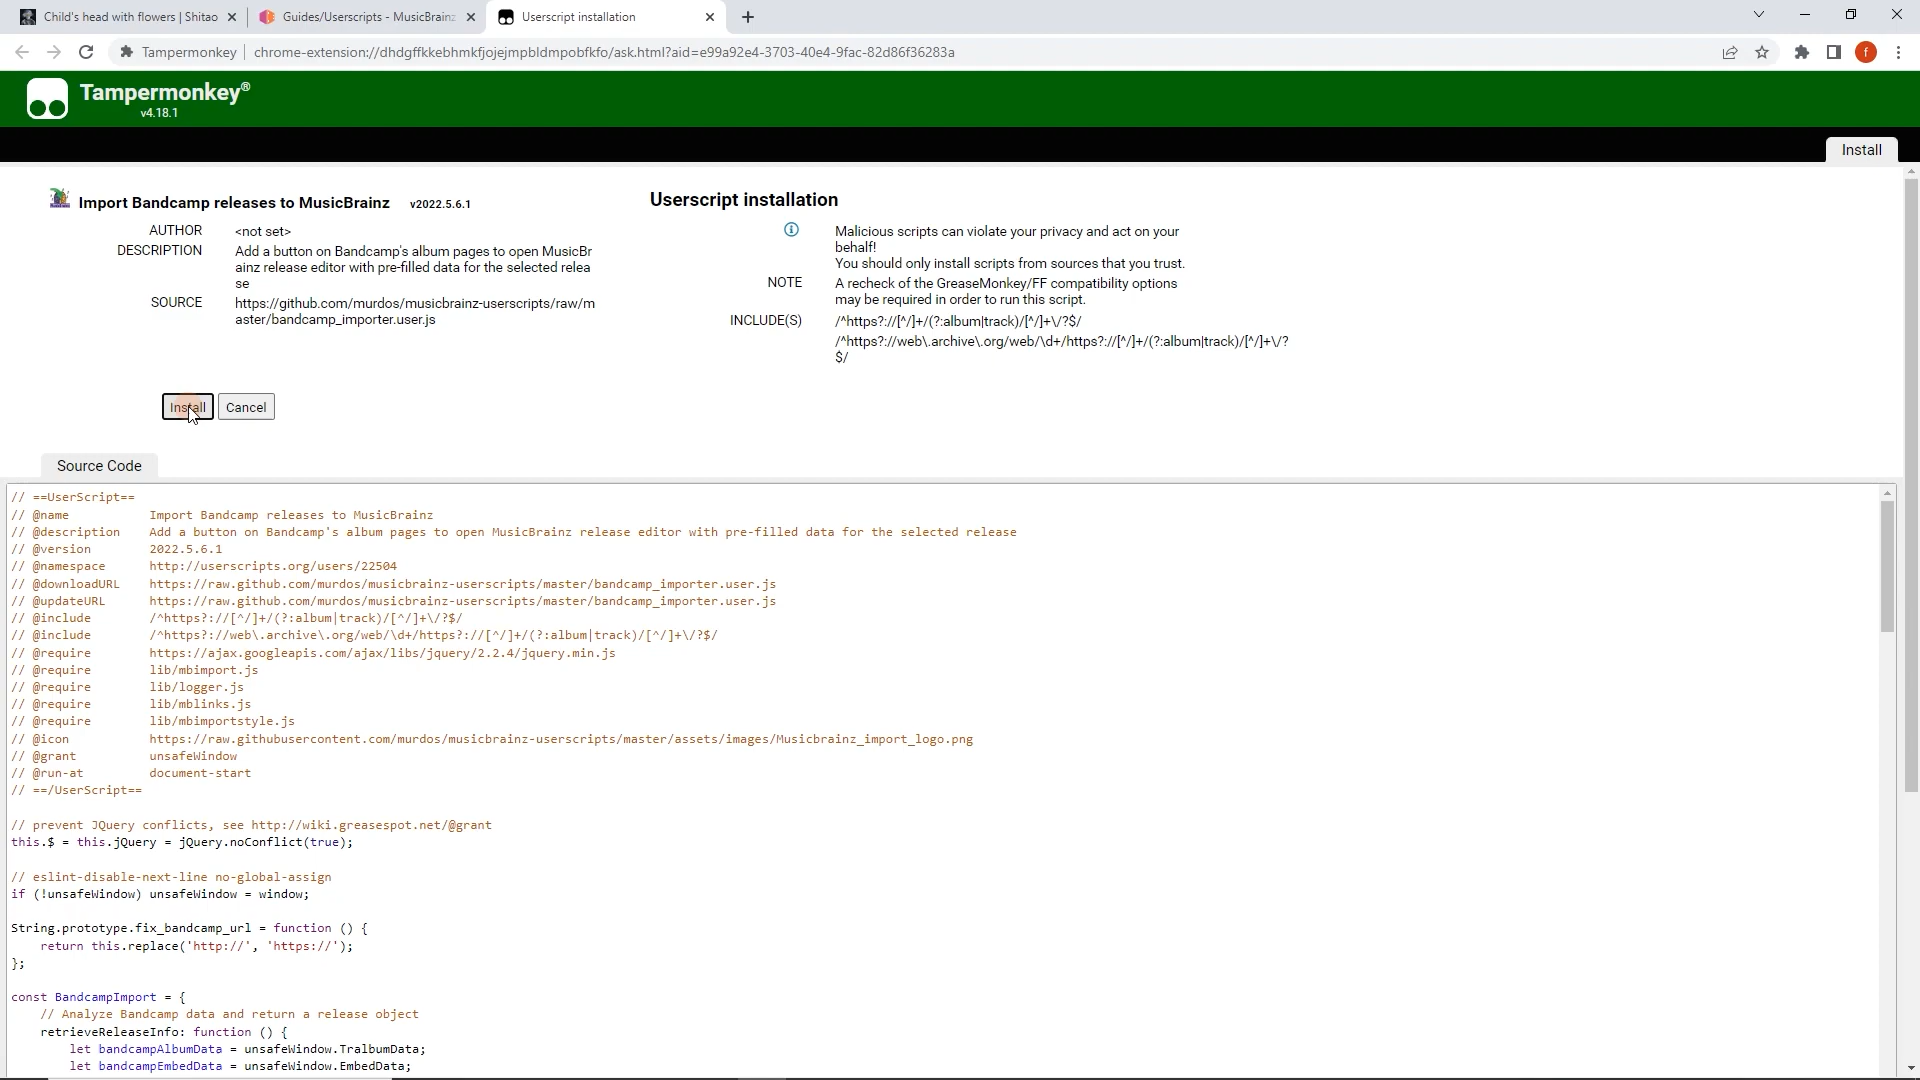 Child's head with flowers | Shitao
Guides/Userscripts - MusicBrainz
Userscript installation
Tampermonkey
chrome-extension://dhdgffkkebhmkfjojejmpbldmpobfkfo/ask.html?aid=e99a92e4-3703-40e4-9fac-82d86f36283a
f
Tampermonkey®
v4.18.1
Install
Import Bandcamp releases to MusicBrainz v2022.5.6.1
AUTHOR <not set>
DESCRIPTION Add a button on Bandcamp's album pages to open MusicBr
ainz release editor with pre-filled data for the selected relea
se
SOURCE https://github.com/murdos/musicbrainz-userscripts/raw/m
aster/bandcamp_importer.user.js
Userscript installation
Malicious scripts can violate your privacy and act on your
behalf!
You should only install scripts from sources that you trust.
NOTE A recheck of the GreaseMonkey/FF compatibility options
may be required in order to run this script.
INCLUDE(S) /^https?://[^/]+/(?:album|track)/[^/]+\/?$/
/^https?://web\.archive\.org/web/\d+/https?://[^/]+/(?:album|track)/[^/]+\/?
$/
Install Cancel
Source Code
// ==UserScript==
// @name Import Bandcamp releases to MusicBrainz
// @description Add a button on Bandcamp's album pages to open MusicBrainz release editor with pre-filled data for the selected release
// @version 2022.5.6.1
// @namespace http://userscripts.org/users/22504
// @downloadURL https://raw.github.com/murdos/musicbrainz-userscripts/master/bandcamp_importer.user.js
// @updateURL https://raw.github.com/murdos/musicbrainz-userscripts/master/bandcamp_importer.user.js
// @include /^https?://[^/]+/(?:album|track)/[^/]+\/?$/
// @include /^https?://web\.archive\.org/web/\d+/https?://[^/]+/(?:album|track)/[^/]+\/?$/
// @require https://ajax.googleapis.com/ajax/libs/jquery/2.2.4/jquery.min.js
// @require lib/mbimport.js
// @require lib/logger.js
// @require lib/mblinks.js
// @require lib/mbimportstyle.js
// @icon https://raw.githubusercontent.com/murdos/musicbrainz-userscripts/master/assets/images/Musicbrainz_import_logo.png
// @grant unsafeWindow
// @run-at document-start
// ==/UserScript==
// prevent JQuery conflicts, see http://wiki.greasespot.net/@grant
this.$ = this.jQuery = jQuery.noConflict(true);
// eslint-disable-next-line no-global-assign
if (!unsafeWindow) unsafeWindow = window;
String.prototype.fix_bandcamp_url = function () {
return this.replace('http://', 'https://');
};
const BandcampImport = {
// Analyze Bandcamp data and return a release object
retrieveReleaseInfo: function () {
let bandcampAlbumData = unsafeWindow.TralbumData;
let bandcampEmbedData = unsafeWindow.EmbedData;